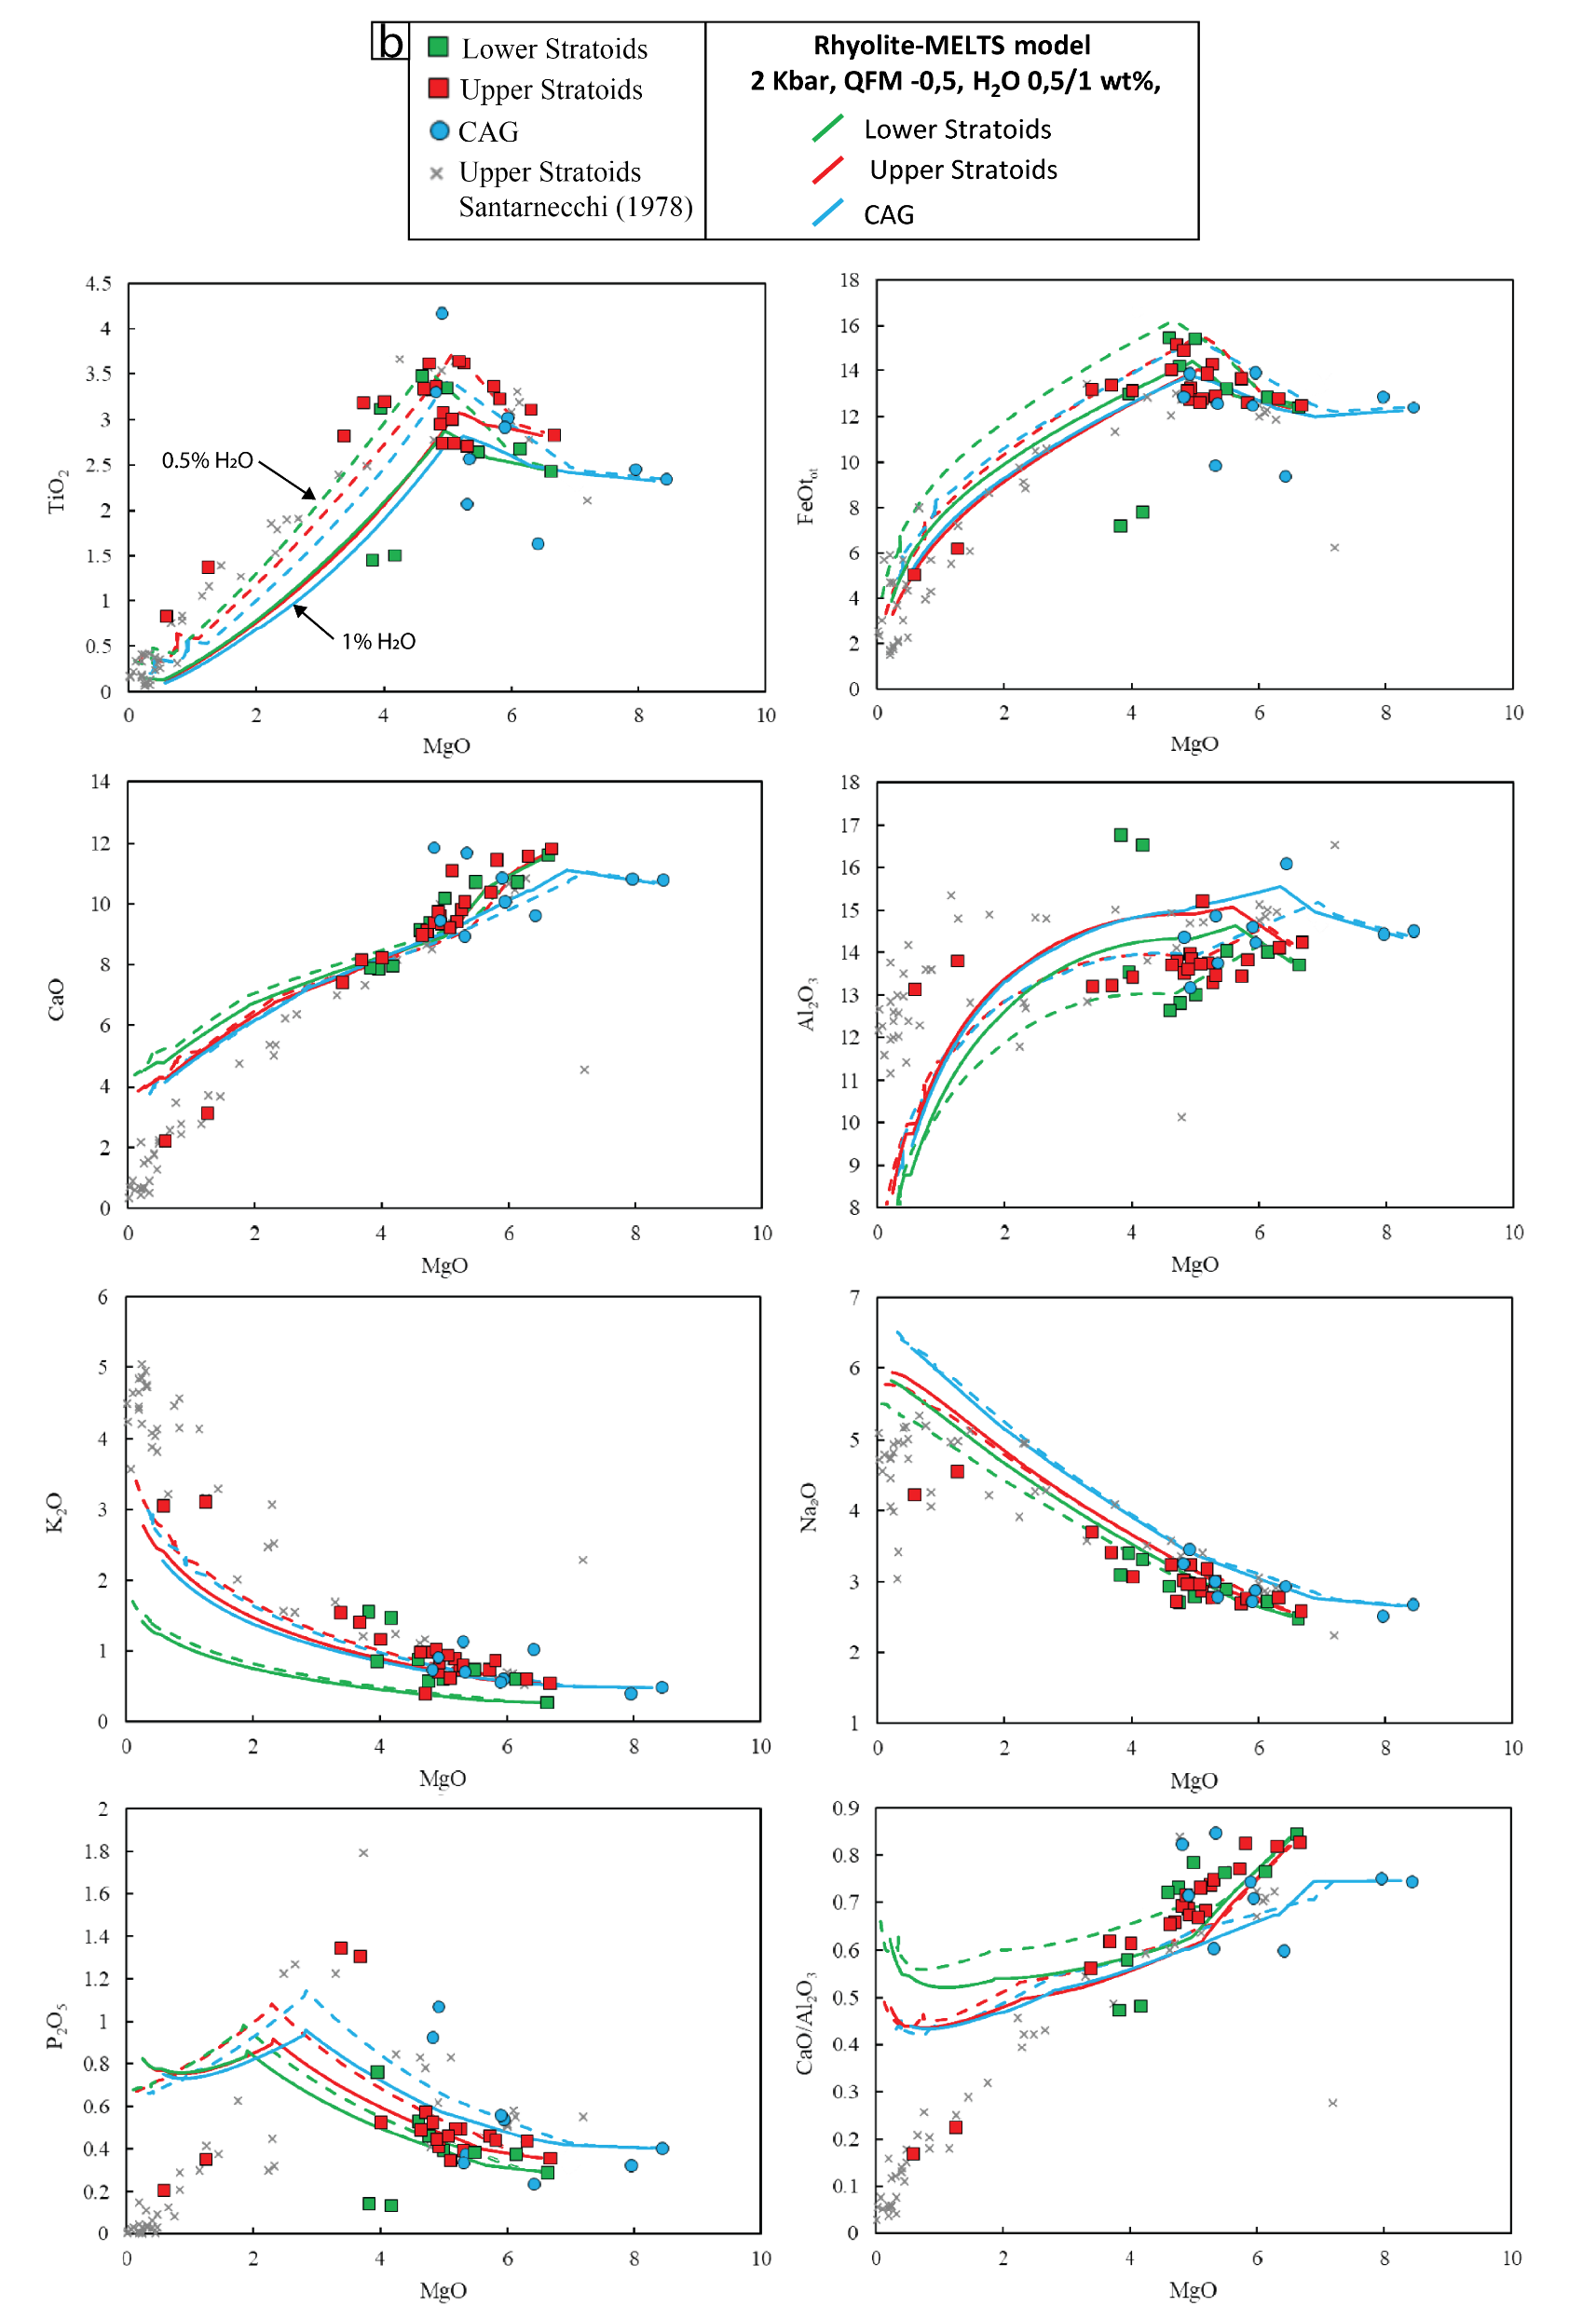 b
Lower Stratoids
Upper Stratoids
CAG
Upper Stratoids
Santarnecchi (1978)
Rhyolite-MELTS model
2 Kbar, QFM -0,5, H₂O 0,5/1 wt%,
Lower Stratoids
Upper Stratoids
CAG
4.5
4
3.5
3
2.5
2
1.5
1
0.5
0
TiO₂
0.5% H₂O
1% H₂O
0 2 4 6 8 10
MgO
18
16
14
12
10
8
6
4
2
0
FeOtₒₜ
0 2 4 6 8 10
MgO
14
12
10
8
6
4
2
0
CaO
0 2 4 6 8 10
MgO
18
17
16
15
14
13
12
11
10
9
8
Al₂O₃
0 2 4 6 8 10
MgO
6
5
4
3
2
1
0
K₂O
0 2 4 6 8 10
MgO
7
6
5
4
3
2
1
Na₂O
0 2 4 6 8 10
MgO
2
1.8
1.6
1.4
1.2
1
0.8
0.6
0.4
0.2
0
P₂O₅
0 2 4 6 8 10
MgO
0.9
0.8
0.7
0.6
0.5
0.4
0.3
0.2
0.1
0
CaO/Al₂O₃
0 2 4 6 8 10
MgO